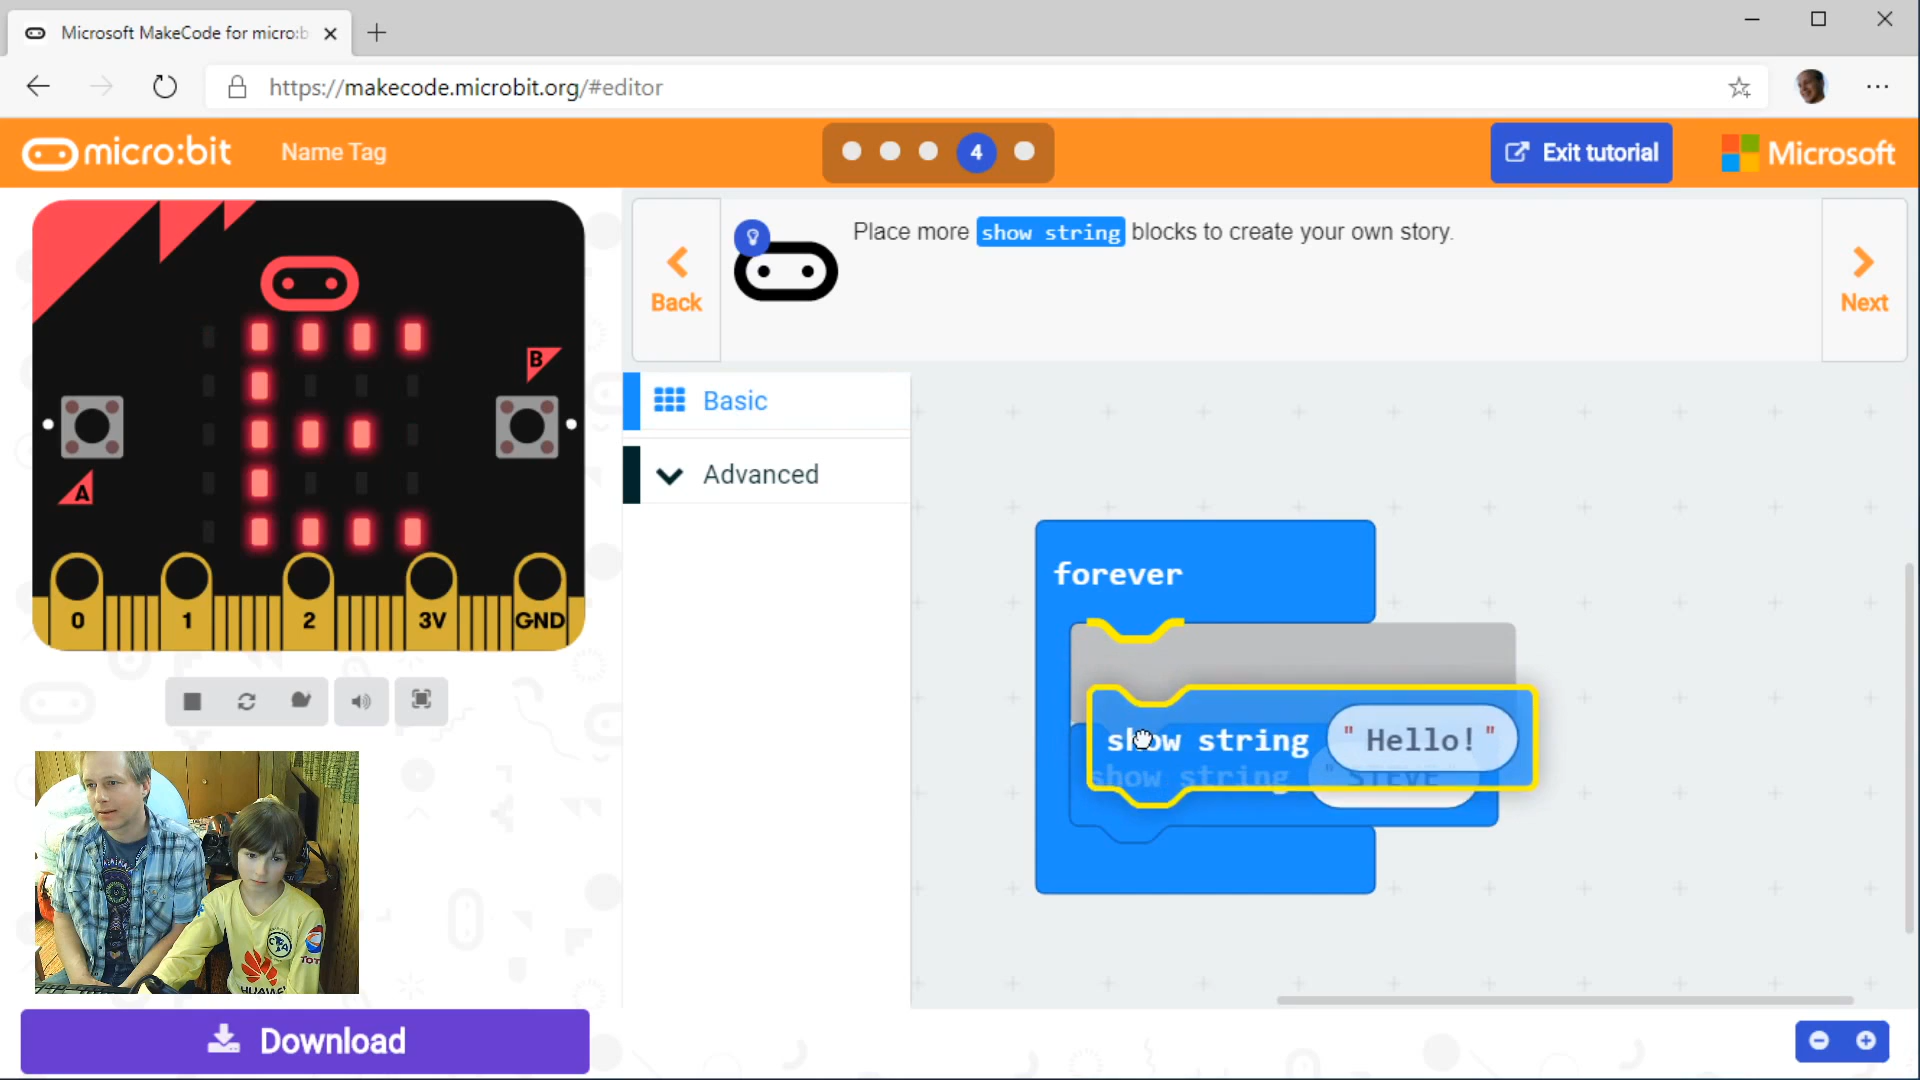 Microsoft MakeCode for micro:b
https://makecode.microbit.org/#editor
micro:bit
Name Tag
4
Exit tutorial
Microsoft
Back
Place more show string blocks to create your own story.
Next
B
A
0 1 2 3V GND
Basic
Advanced
forever
show string "Hello!"
show string "STEVE"
HUAWEI
TOT
Download